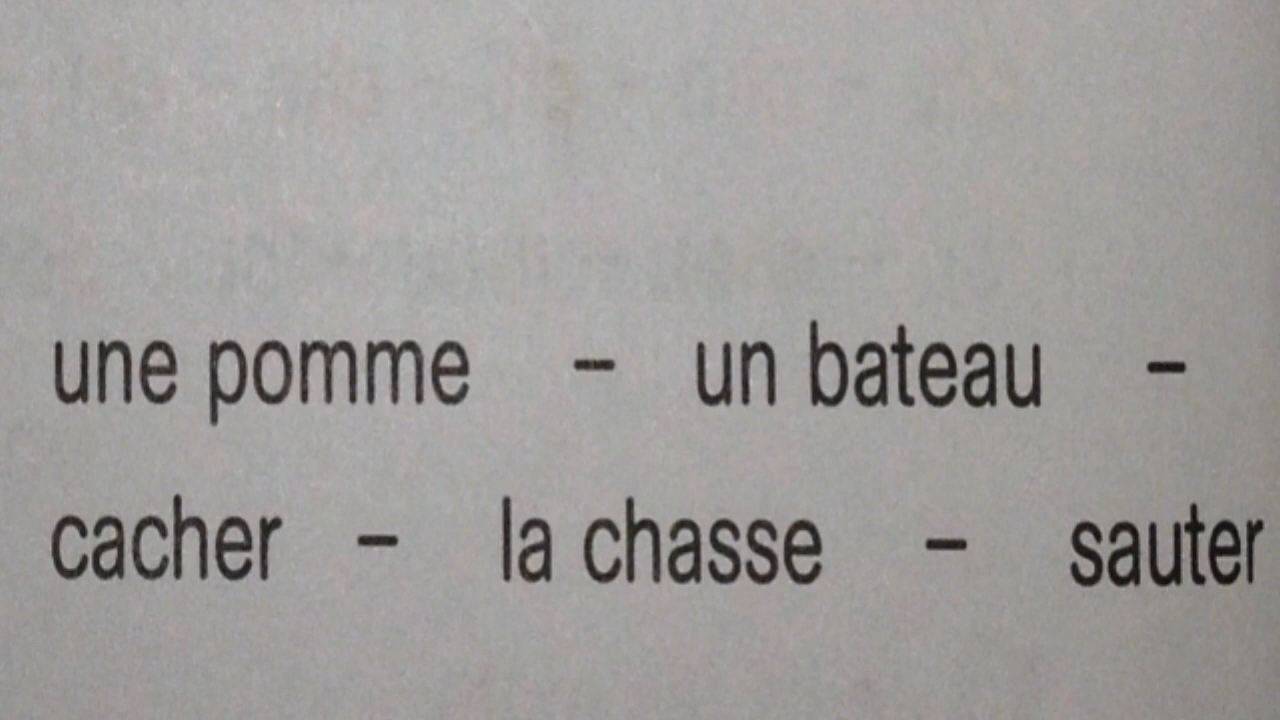 une pomme – un bateau –
cacher – la chasse – sauter